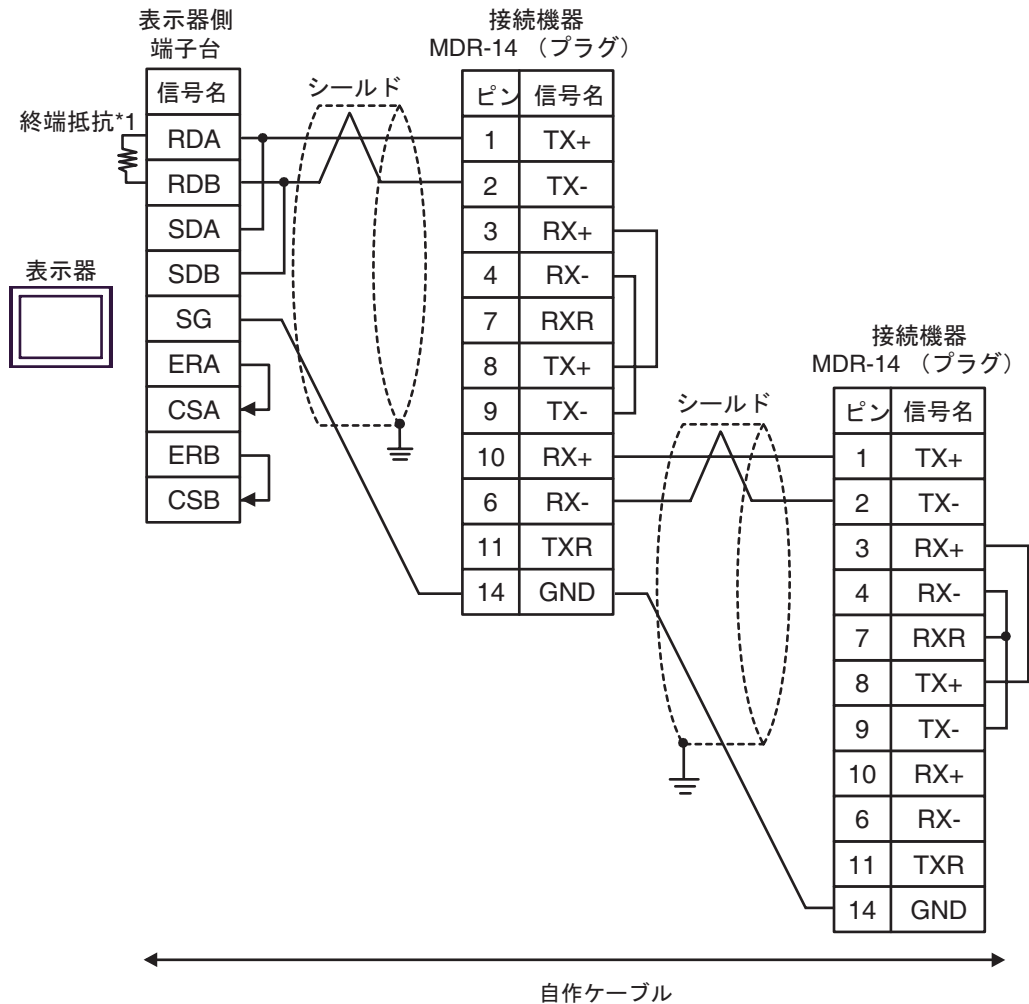 表示器側
端子台
信号名
RDA
RDB
SDA
SDB
SG
ERA
CSA
ERB
CSB
終端抵抗*1
表示器
シールド
接続機器
MDR-14 （プラグ）
ピン 信号名
1 TX+
2 TX-
3 RX+
4 RX-
7 RXR
8 TX+
9 TX-
10 RX+
6 RX-
11 TXR
14 GND
シールド
接続機器
MDR-14 （プラグ）
ピン 信号名
1 TX+
2 TX-
3 RX+
4 RX-
7 RXR
8 TX+
9 TX-
10 RX+
6 RX-
11 TXR
14 GND
自作ケーブル